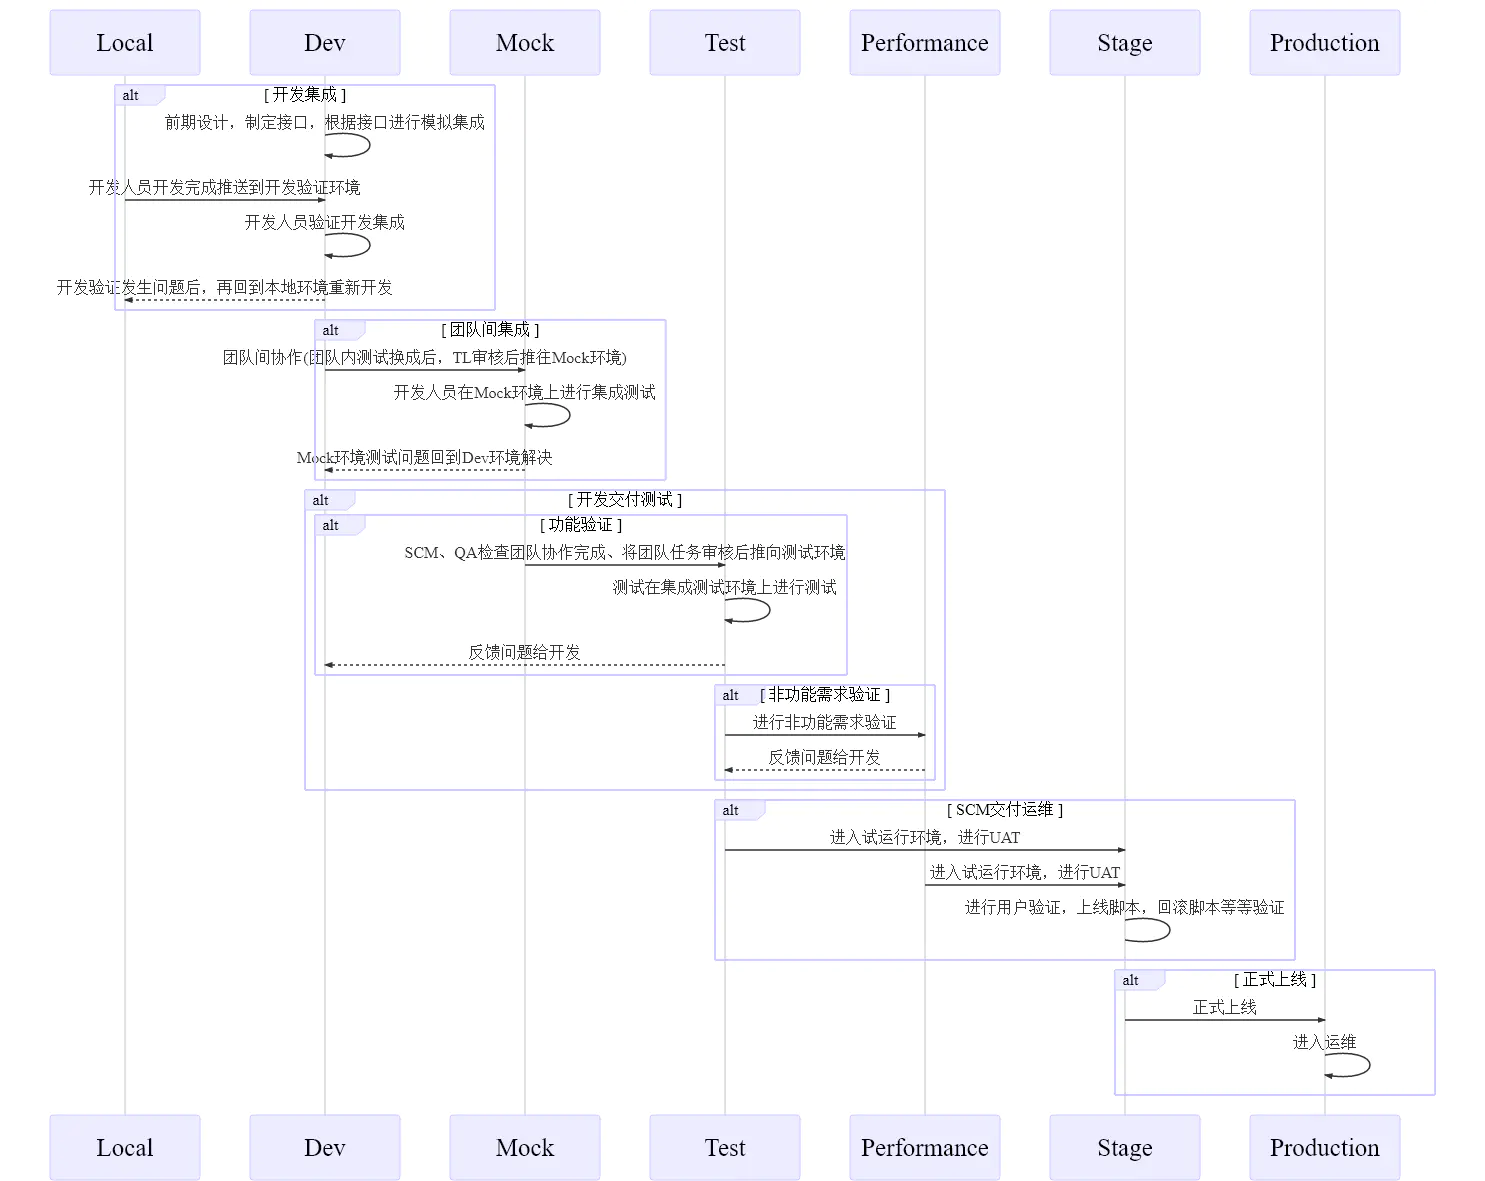 Local
Dev
Mock
Test
Performance
Stage
Production
alt
[ 开发集成 ]
前期设计，制定接口，根据接口进行模拟集成
开发人员开发完成推送到开发验证环境
开发人员验证开发集成
开发验证发生问题后，再回到本地环境重新开发
alt
[ 团队间集成 ]
团队间协作(团队内测试换成后，TL审核后推往Mock环境)
开发人员在Mock环境上进行集成测试
Mock环境测试问题回到Dev环境解决
alt
[ 开发交付测试 ]
alt
[ 功能验证 ]
SCM、QA检查团队协作完成、将团队任务审核后推向测试环境
测试在集成测试环境上进行测试
反馈问题给开发
alt
[ 非功能需求验证 ]
进行非功能需求验证
反馈问题给开发
alt
[ SCM交付运维 ]
进入试运行环境，进行UAT
进入试运行环境，进行UAT
进行用户验证，上线脚本，回滚脚本等等验证
alt
[ 正式上线 ]
正式上线
进入运维
Local
Dev
Mock
Test
Performance
Stage
Production